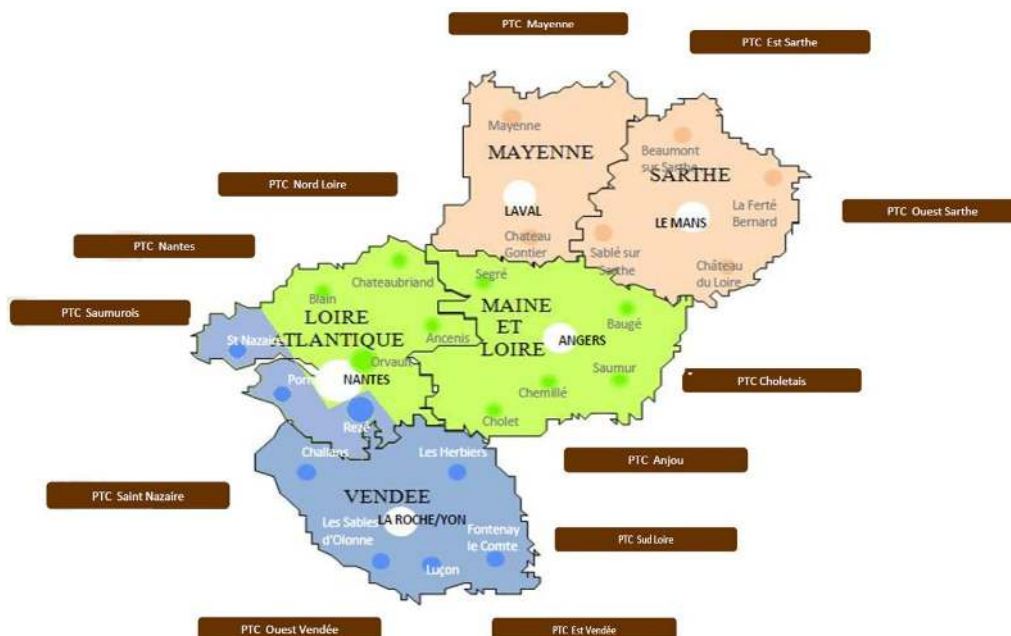 PTC Mayenne
PTC Est Sarthe
Mayenne
MAYENNE
Beaumont
sur Sarthe
SARTHE
PTC Nord Loire
LAVAL
LE MANS
La Ferté
Bernard
PTC Ouest Sarthe
PTC Nantes
Chateau
Gontier
Sablé sur
Sarthe
Château
du Loire
Chateaubriand
Segré
Blain
PTC Saumurois
LOIRE
ATLANTIQUE
MAINE
ET
LOIRE
Baugé
St Nazaire
Ancenis
ANGERS
Orvault
Saumur
NANTES
Chemillé
PTC Choletais
Cholet
Rezé
Challans
Les Herbiers
PTC Anjou
PTC Saint Nazaire
VENDEE
LA ROCHE/YON
Les Sables
d'Olonne
Fontenay
le Comte
PTC Sud Loire
Luçon
PTC Ouest Vendée
PTC Est Vendée